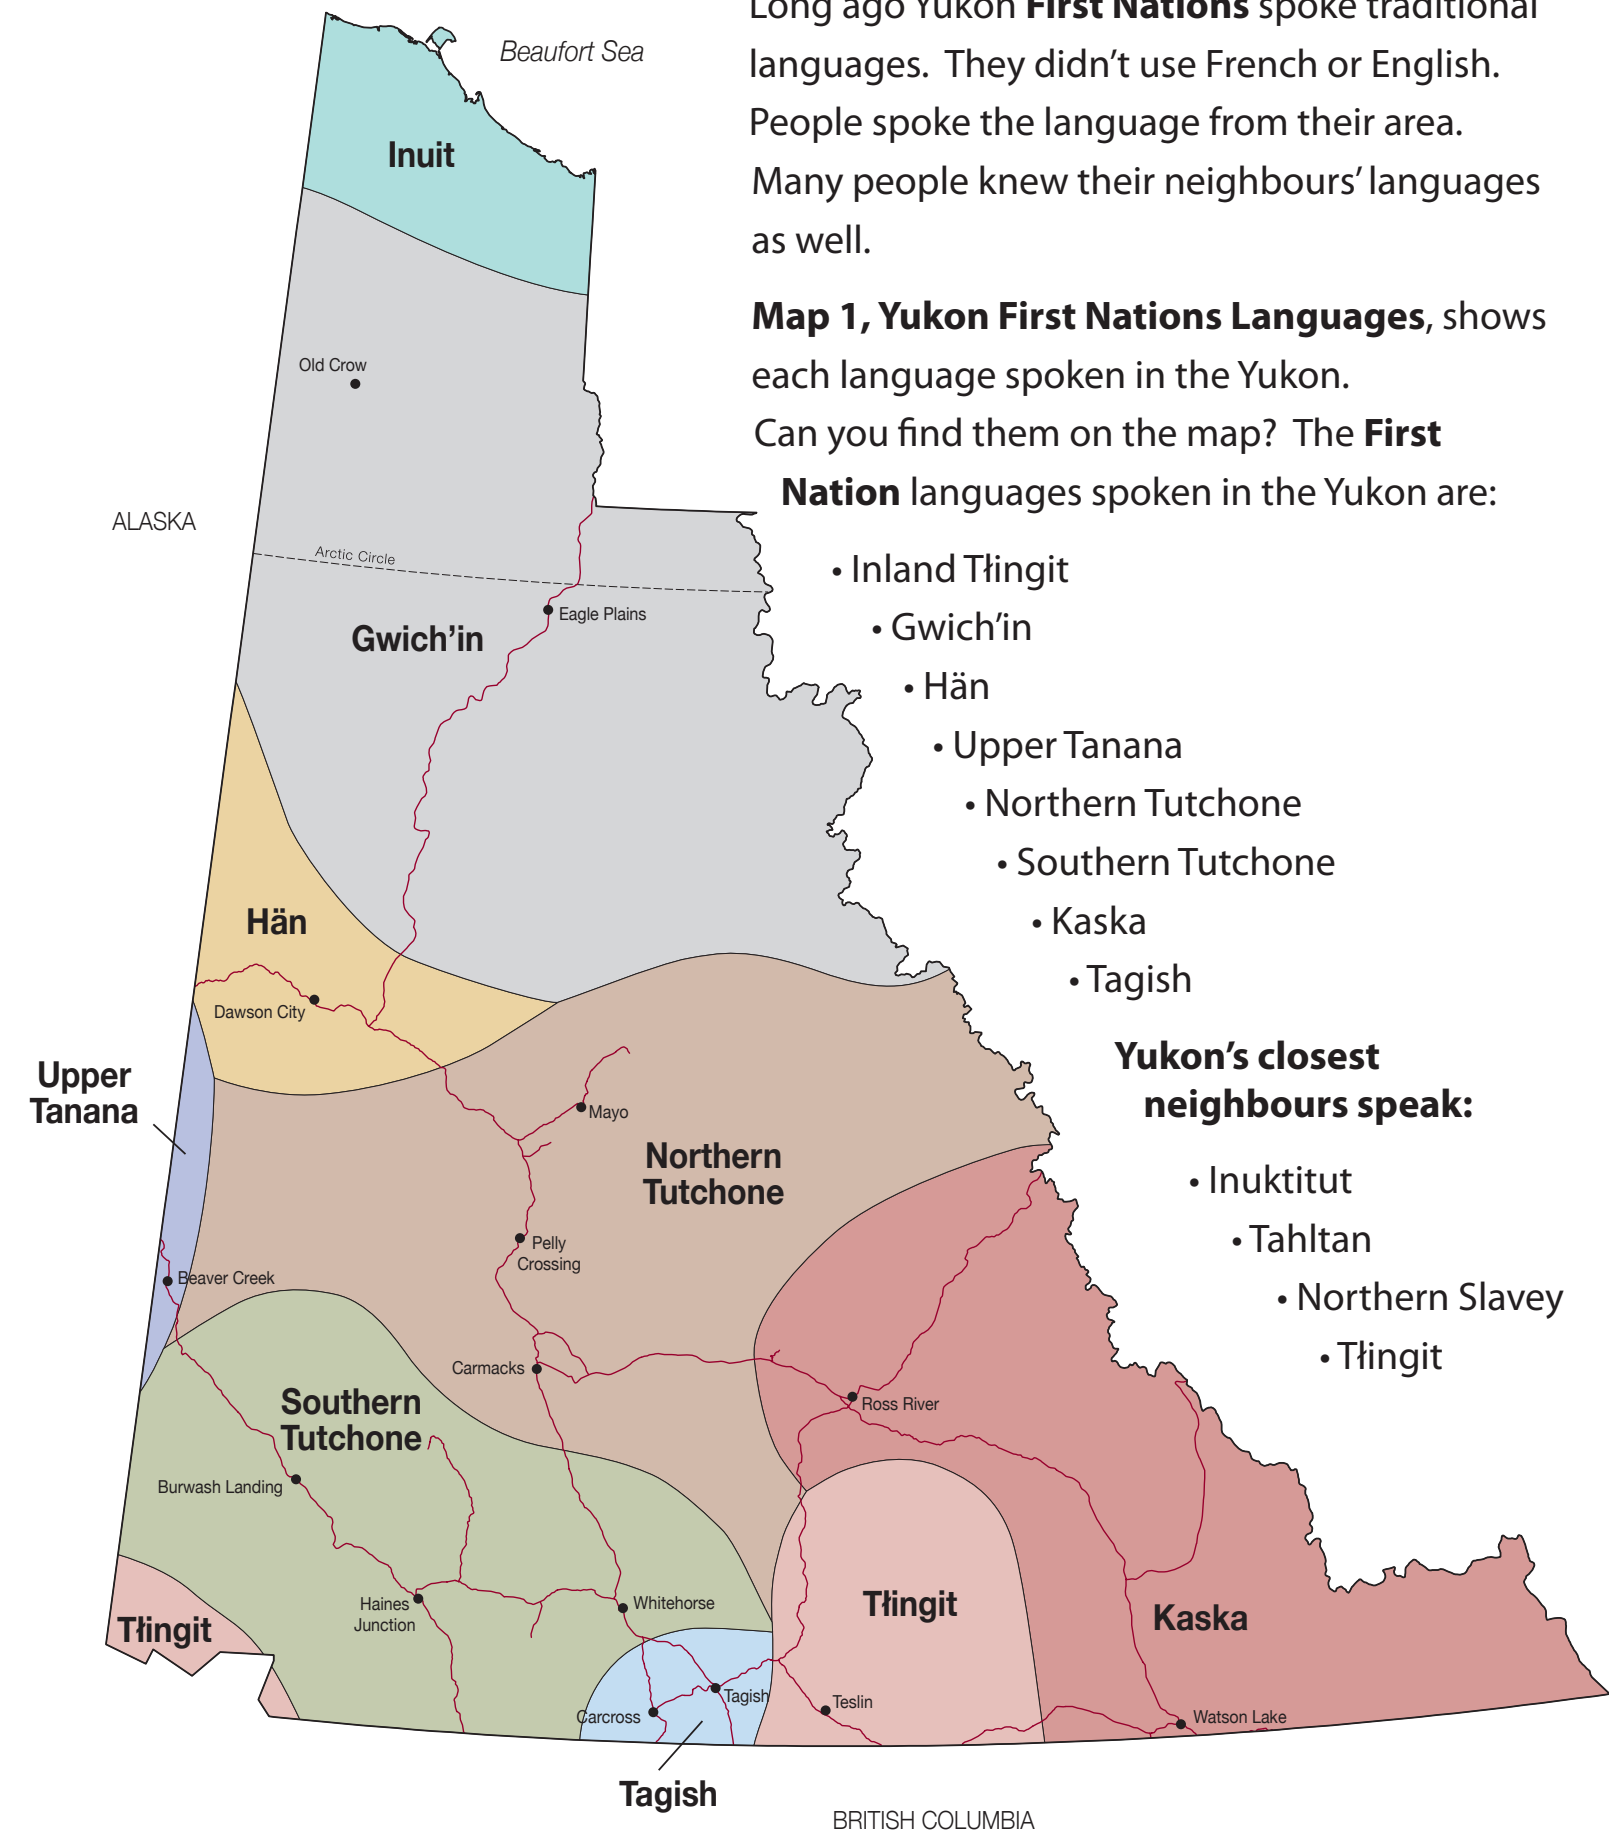 Long ago Yukon First Nations spoke traditional
languages. They didn't use French or English.
People spoke the language from their area.
Many people knew their neighbours' languages
as well.
Map 1, Yukon First Nations Languages, shows
each language spoken in the Yukon.
Can you find them on the map? The First
Nation languages spoken in the Yukon are:
• Inland Tłingit
• Gwich'in
• Hän
• Upper Tanana
• Northern Tutchone
• Southern Tutchone
• Kaska
• Tagish
Yukon's closest
neighbours speak:
• Inuktitut
• Tahltan
• Northern Slavey
• Tłingit
Beaufort Sea
Inuit
Old Crow
ALASKA
Arctic Circle
Eagle Plains
Gwich'in
Hän
Dawson City
Upper
Tanana
Mayo
Northern
Tutchone
Pelly
Crossing
Beaver Creek
Carmacks
Southern
Tutchone
Ross River
Burwash Landing
Haines
Junction
Whitehorse
Tłingit
Tłingit
Kaska
Tagish
Carcross
Teslin
Watson Lake
Tagish
BRITISH COLUMBIA